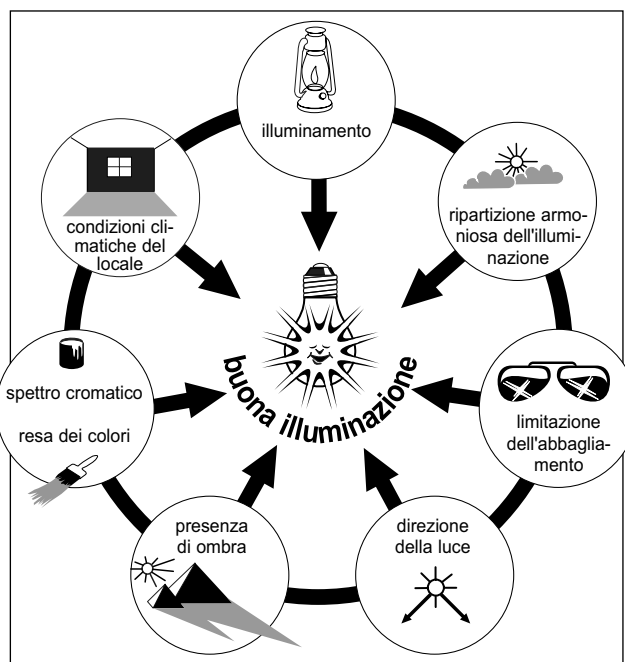 illuminamento
ripartizione armo-
niosa dell'illumi-
nazione
limitazione
dell'abbaglia-
mento
direzione
della luce
presenza
di ombra
spettro cromatico
resa dei colori
condizioni cli-
matiche del
locale
buona illuminazione